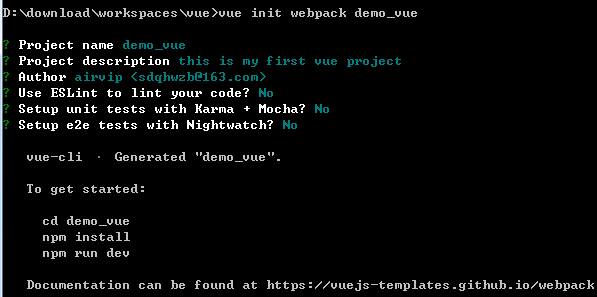 D:\download\workspaces\vue>vue init webpack demo_vue
? Project name demo_vue
? Project description this is my first vue project
? Author airvip <sdqhwzb@163.com>
? Use ESLint to lint your code? No
? Setup unit tests with Karma + Mocha? No
? Setup e2e tests with Nightwatch? No
vue-cli · Generated "demo_vue".
To get started:
cd demo_vue
npm install
npm run dev
Documentation can be found at https://vuejs-templates.github.io/webpack